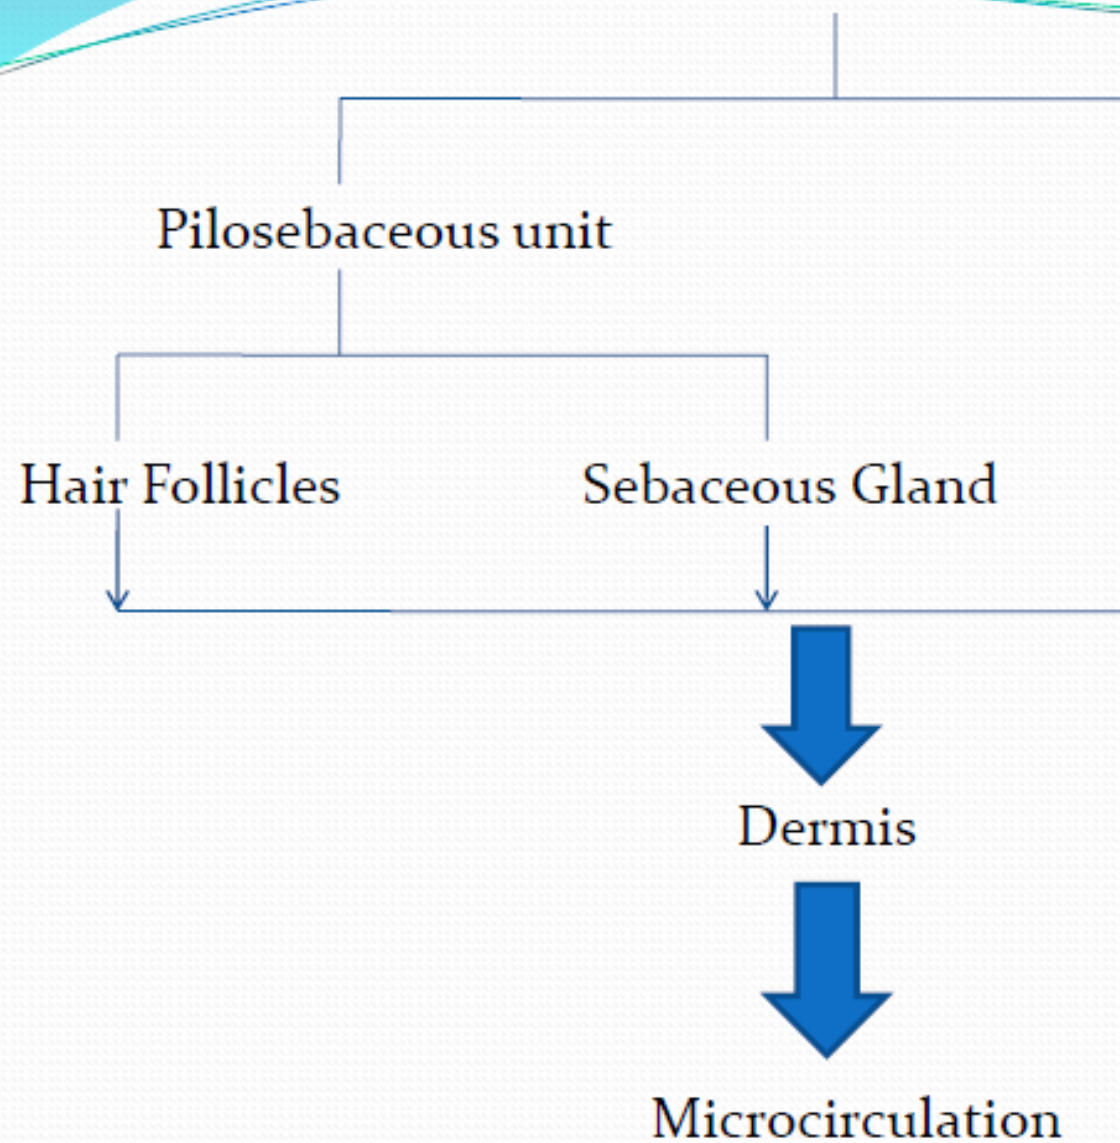 Pilosebaceous unit
Hair Follicles Sebaceous Gland
Dermis
Microcirculation